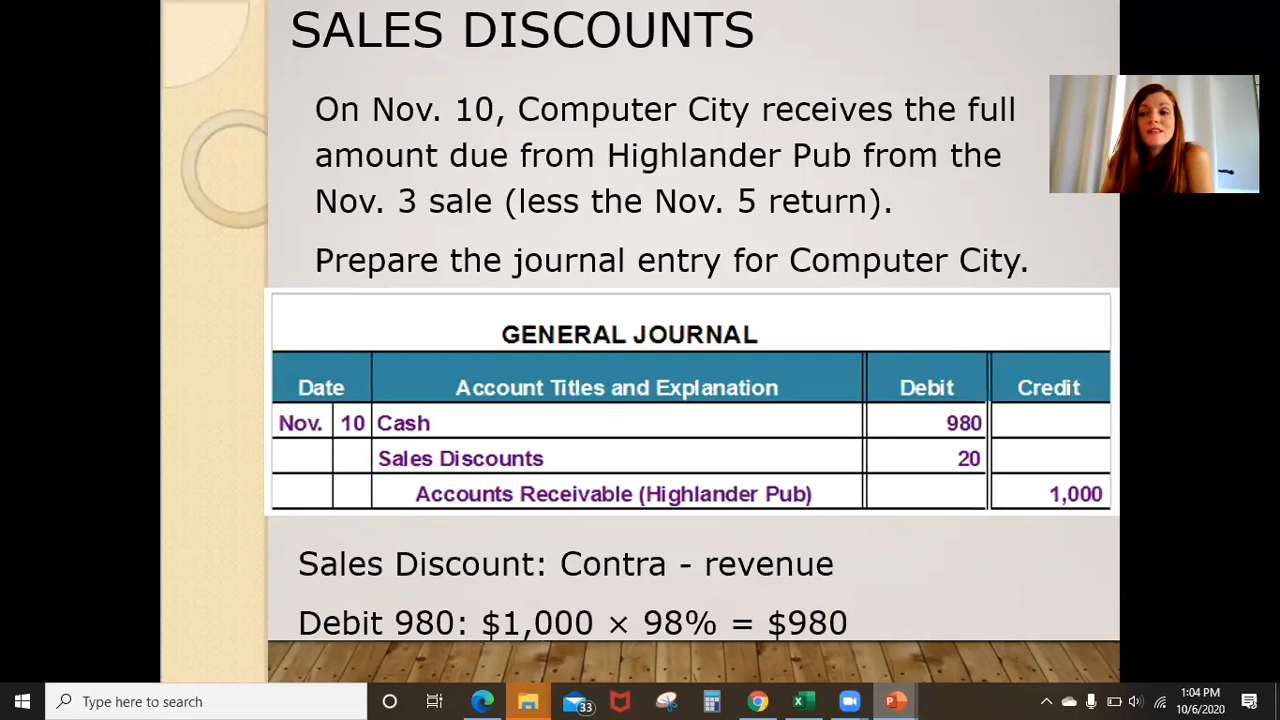 SALES DISCOUNTS
On Nov. 10, Computer City receives the full
amount due from Highlander Pub from the
Nov. 3 sale (less the Nov. 5 return).
Prepare the journal entry for Computer City.
GENERAL JOURNAL
Date Account Titles and Explanation Debit Credit
Nov. 10 Cash 980
Sales Discounts 20
Accounts Receivable (Highlander Pub) 1,000
Sales Discount: Contra - revenue
Debit 980: $1,000 × 98% = $980
Type here to search
33
1:04 PM
10/6/2020